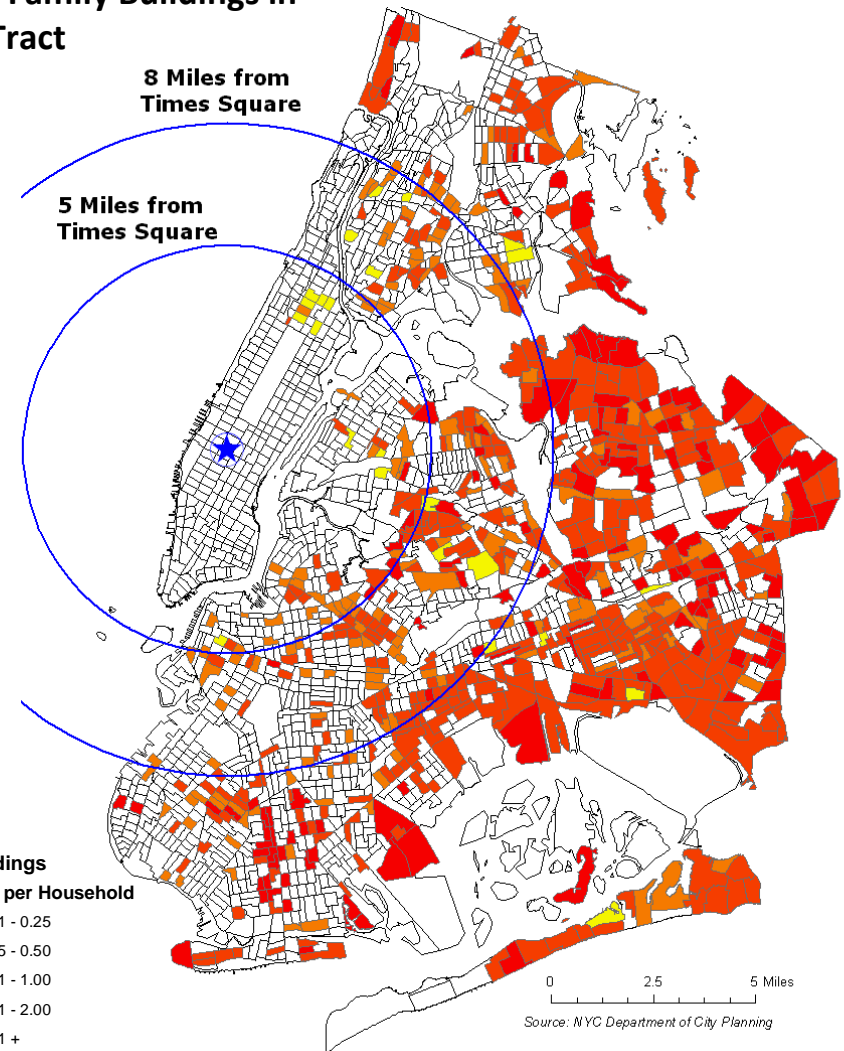 Family Buildings in
Tract
8 Miles from
Times Square
5 Miles from
Times Square
dings
per Household
1 - 0.25
5 - 0.50
1 - 1.00
1 - 2.00
1 +
0 2.5 5 Miles
Source: NYC Department of City Planning